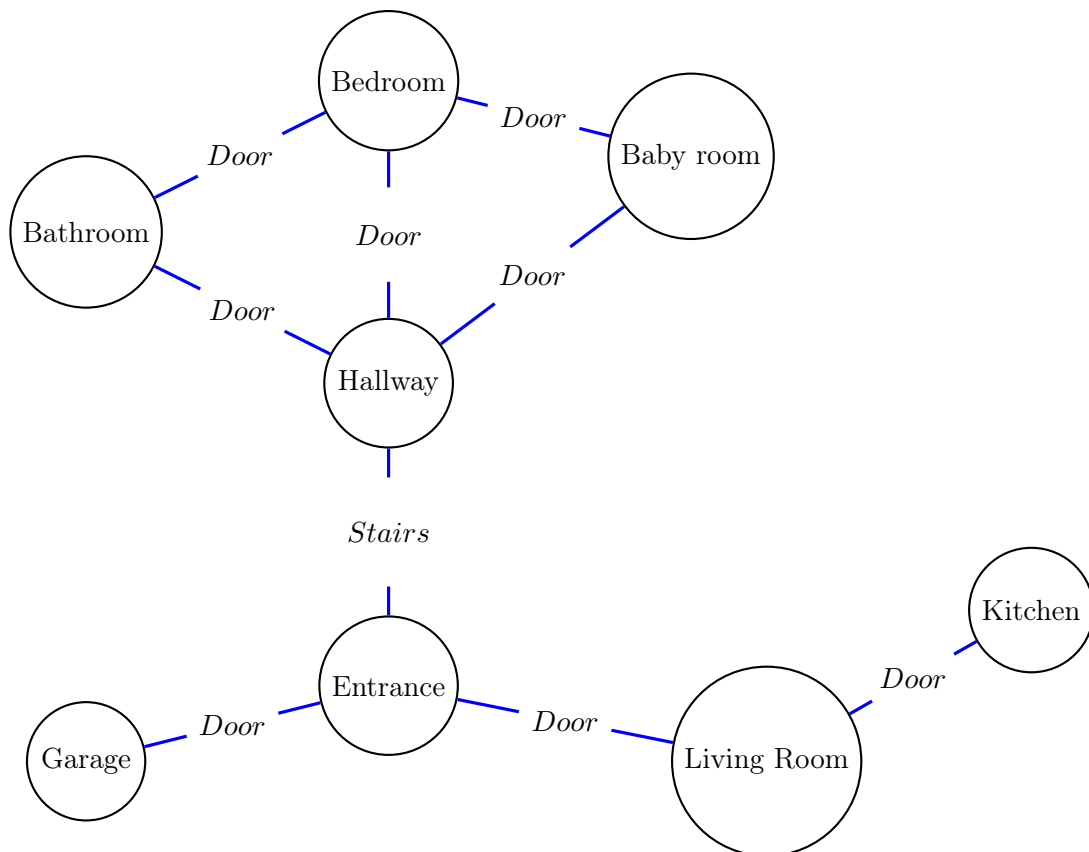 Bedroom
Door
Baby room
Door
Bathroom
Door
Door
Door
Hallway
Stairs
Kitchen
Door
Entrance
Door
Door
Garage
Living Room